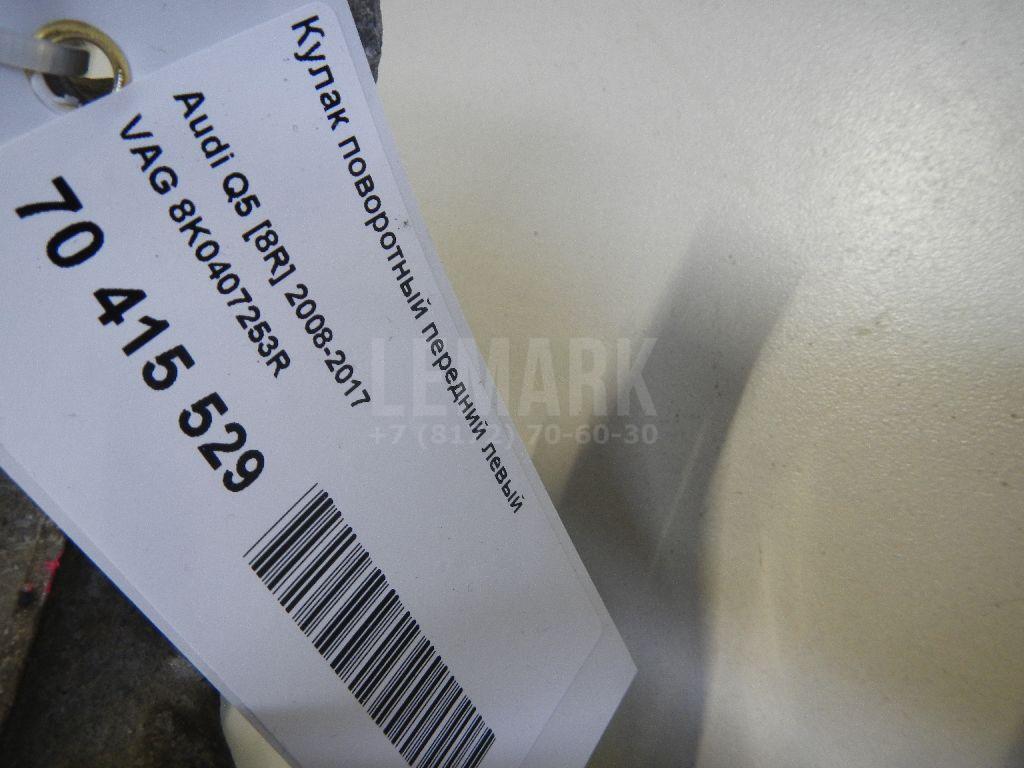 Кулак поворотный передний левый
Audi Q5 [8R] 2008-2017
VAG 8K0407253R
70 415 529
LEMARK
+7 (8112) 70-60-30